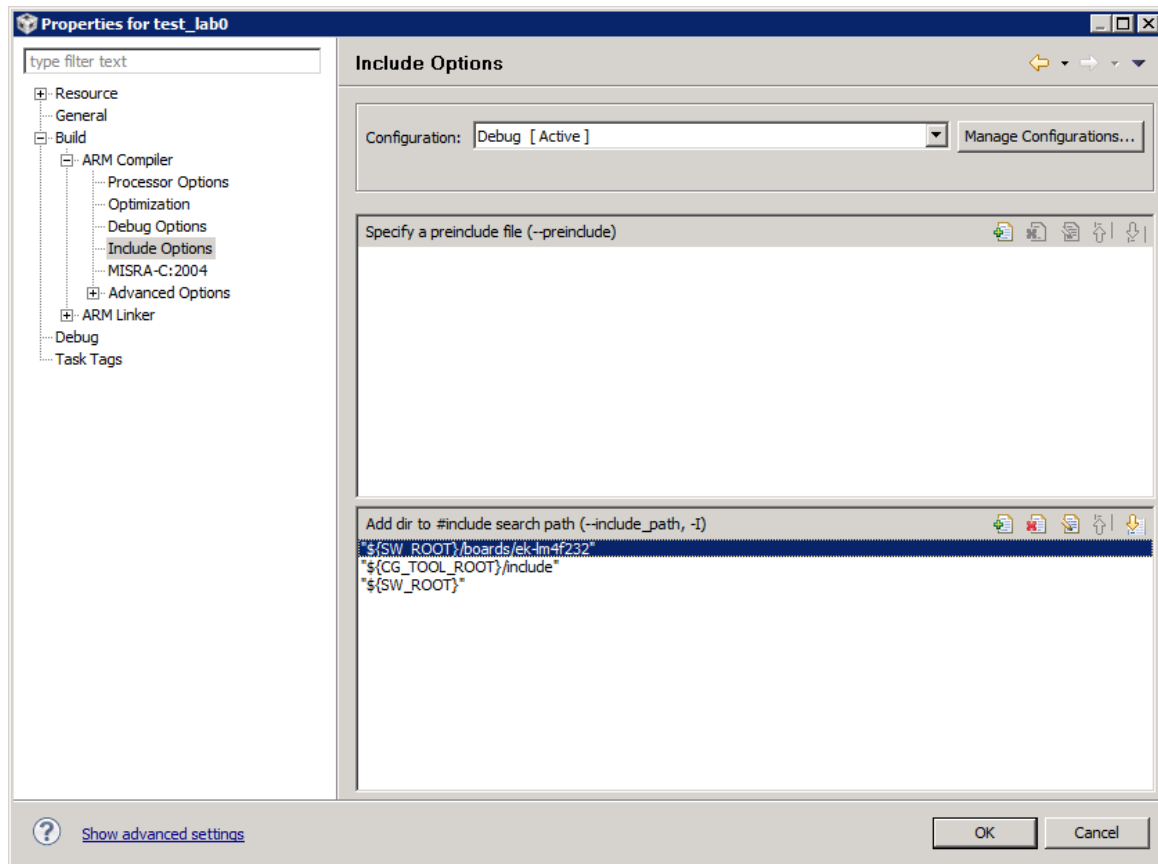 Properties for test_lab0
type filter text
Resource
General
Build
ARM Compiler
Processor Options
Optimization
Debug Options
Include Options
MISRA-C:2004
Advanced Options
ARM Linker
Debug
Task Tags
Include Options
Configuration: Debug [ Active ] Manage Configurations...
Specify a preinclude file (--preinclude)
Add dir to #include search path (--include_path, -I)
"${SW_ROOT}/boards/ek-lm4f232"
"${CG_TOOL_ROOT}/include"
"${SW_ROOT}"
Show advanced settings
OK Cancel